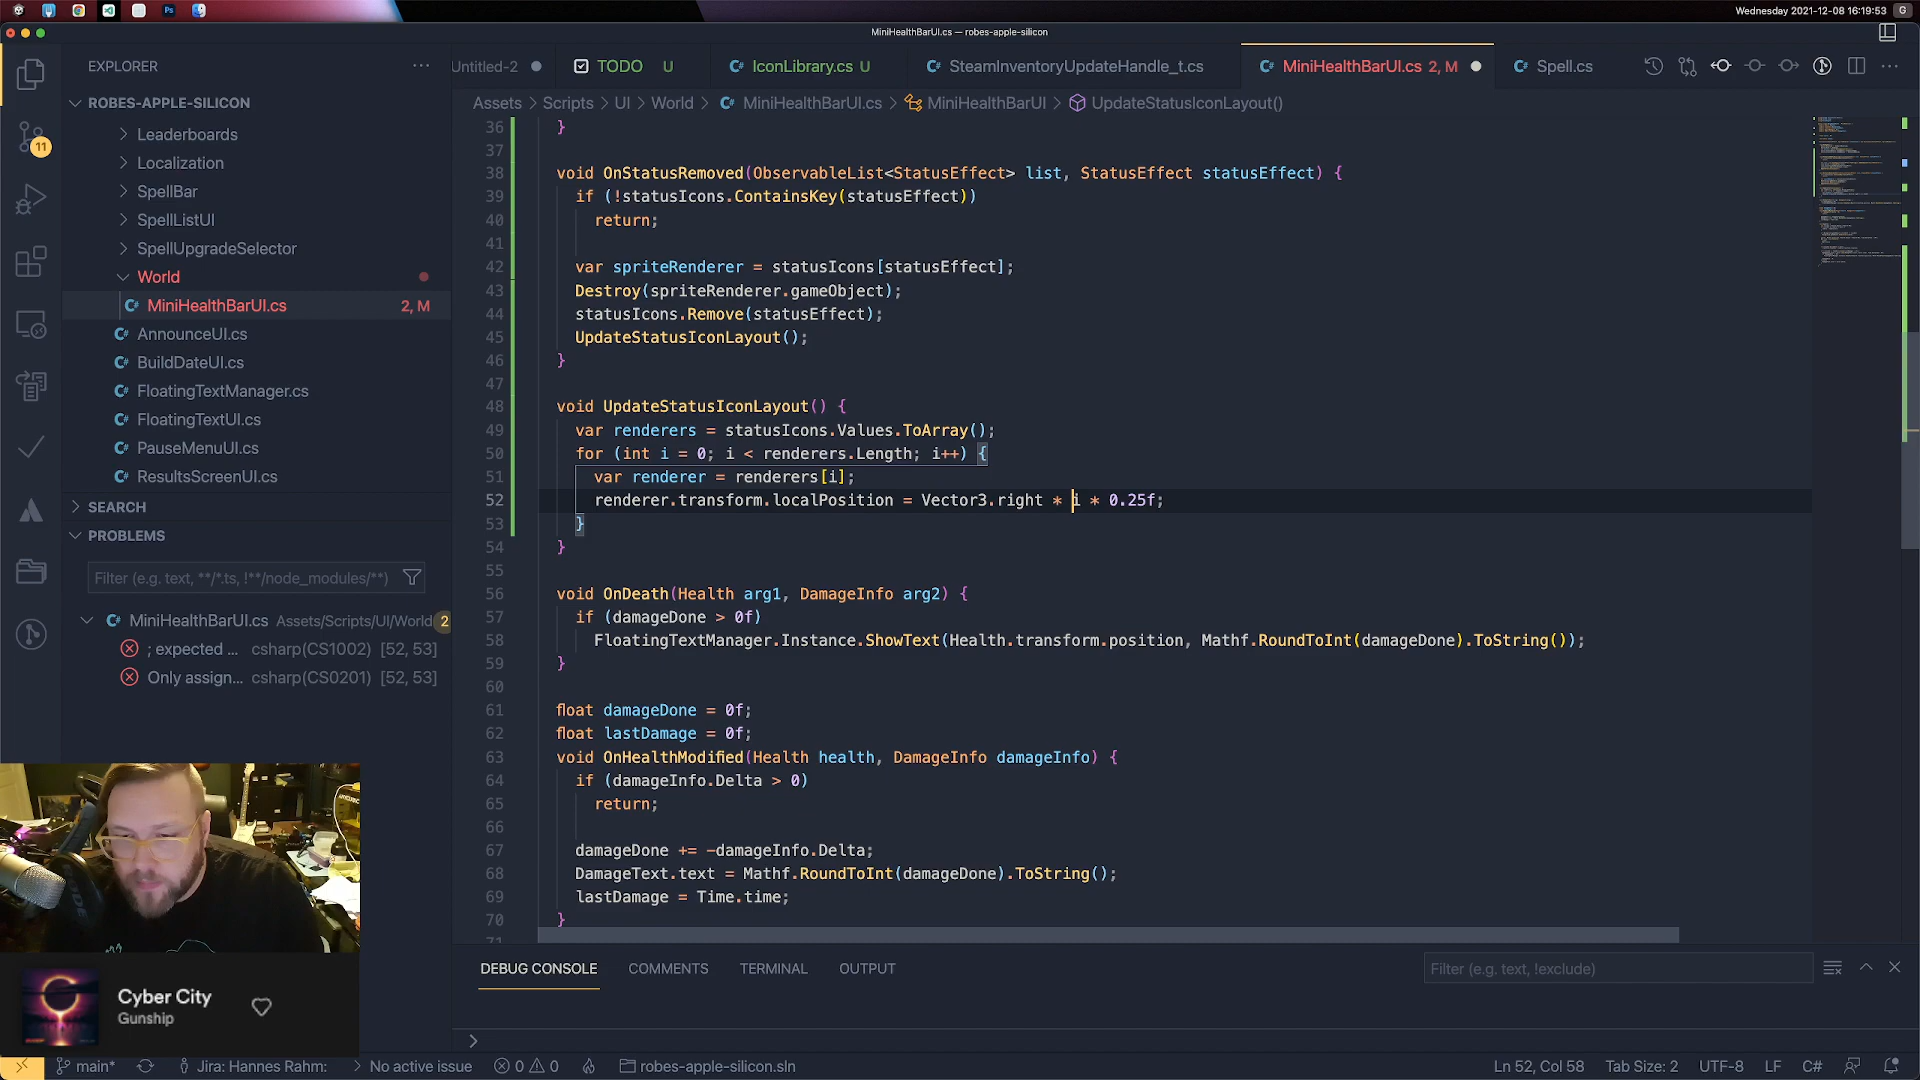 Wednesday 2021-12-08 16:19:53
MiniHealthBarUI.cs — robes-apple-silicon
EXPLORER
Untitled-2
TODO U
IconLibrary.cs U
SteamInventoryUpdateHandle_t.cs
MiniHealthBarUI.cs 2, M
Spell.cs
Assets > Scripts > UI > World > MiniHealthBarUI.cs > MiniHealthBarUI > UpdateStatusIconLayout()
ROBES-APPLE-SILICON
Leaderboards
Localization
SpellBar
SpellListUI
SpellUpgradeSelector
World
MiniHealthBarUI.cs 2, M
AnnounceUI.cs
BuildDateUI.cs
FloatingTextManager.cs
FloatingTextUI.cs
PauseMenuUI.cs
ResultsScreenUI.cs
SEARCH
PROBLEMS
Filter (e.g. text, **/*.ts, !**/node_modules/**)
MiniHealthBarUI.cs Assets/Scripts/UI/World 2
; expected ... csharp(CS1002) [52, 53]
Only assign... csharp(CS0201) [52, 53]
11
36 }
37
38 void OnStatusRemoved(ObservableList<StatusEffect> list, StatusEffect statusEffect) {
39 if (!statusIcons.ContainsKey(statusEffect))
40 return;
41
42 var spriteRenderer = statusIcons[statusEffect];
43 Destroy(spriteRenderer.gameObject);
44 statusIcons.Remove(statusEffect);
45 UpdateStatusIconLayout();
46 }
47
48 void UpdateStatusIconLayout() {
49 var renderers = statusIcons.Values.ToArray();
50 for (int i = 0; i < renderers.Length; i++) {
51 var renderer = renderers[i];
52 renderer.transform.localPosition = Vector3.right * i * 0.25f;
53 }
54 }
55
56 void OnDeath(Health arg1, DamageInfo arg2) {
57 if (damageDone > 0f)
58 FloatingTextManager.Instance.ShowText(Health.transform.position, Mathf.RoundToInt(damageDone).ToString());
59 }
60
61 float damageDone = 0f;
62 float lastDamage = 0f;
63 void OnHealthModified(Health health, DamageInfo damageInfo) {
64 if (damageInfo.Delta > 0)
65 return;
66
67 damageDone += -damageInfo.Delta;
68 DamageText.text = Mathf.RoundToInt(damageDone).ToString();
69 lastDamage = Time.time;
70 }
71
DEBUG CONSOLE COMMENTS TERMINAL OUTPUT
Filter (e.g. text, !exclude)
Cyber City
Gunship
main* Jira: Hannes Rahm: No active issue 0 0 robes-apple-silicon.sln
Ln 52, Col 58 Tab Size: 2 UTF-8 LF C#